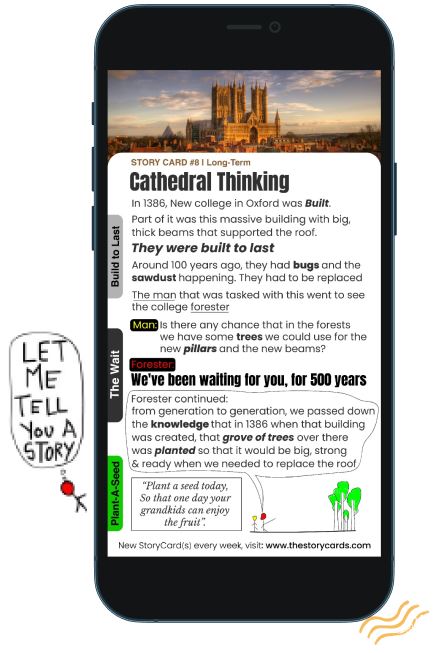 STORY CARD #8 | Long-Term
Cathedral Thinking
In 1386, New college in Oxford was Built.
Part of it was this massive building with big,
thick beams that supported the roof.
They were built to last
Around 100 years ago, they had bugs and the
sawdust happening. They had to be replaced
The man that was tasked with this went to see
the college forester
Man: Is there any chance that in the forests
we have some trees we could use for the
new pillars and the new beams?
Forester:
We've been waiting for you, for 500 years
Forester continued:
from generation to generation, we passed down
the knowledge that in 1386 when that building
was created, that grove of trees over there
was planted so that it would be big, strong
& ready when we needed to replace the roof
"Plant a seed today,
So that one day your
grandkids can enjoy
the fruit".
New StoryCard(s) every week, visit: www.thestorycards.com
Build to Last
The Wait
Plant-A-Seed
LET
ME
TELL
YOU A
STORY